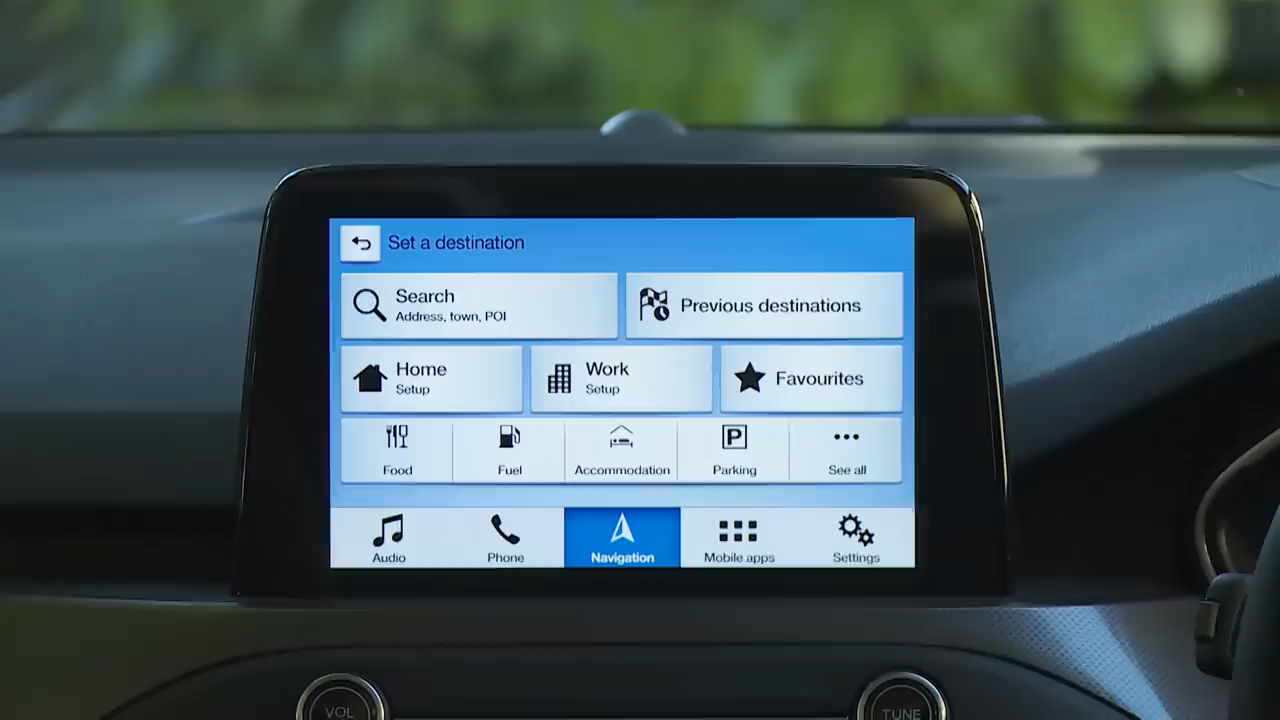 Set a destination
Search
Address, town, POI
Previous destinations
Home
Setup
Work
Setup
Favourites
P
Food
Fuel
Accommodation
Parking
See all
Audio
Phone
Navigation
Mobile apps
Settings
VOL
TUNE